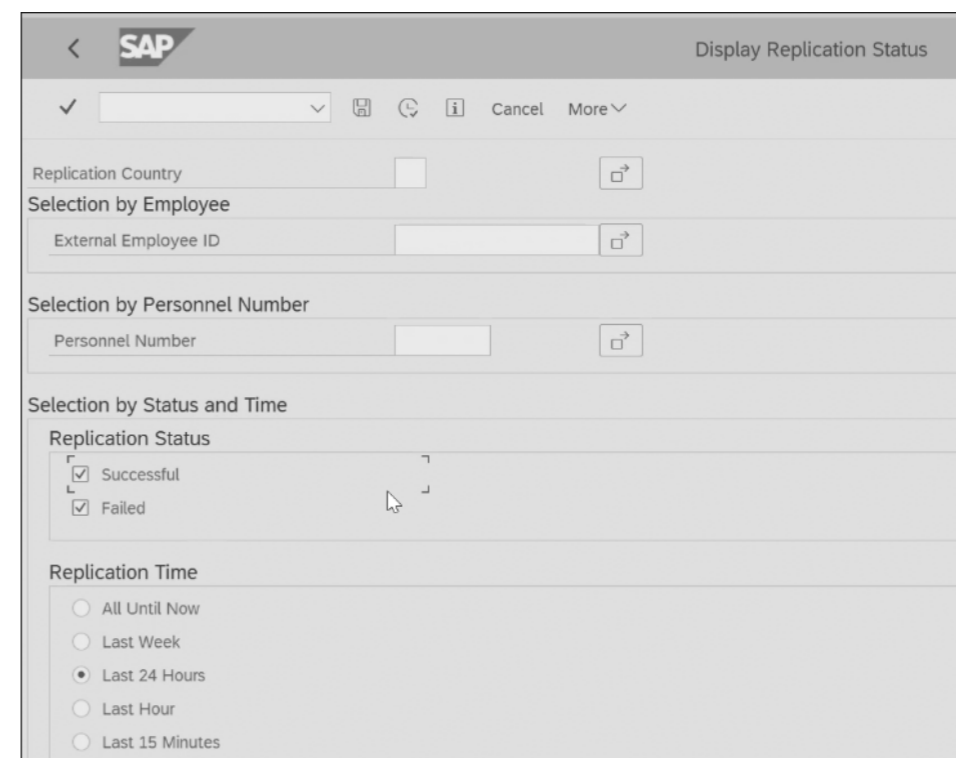 SAP Display Replication Status
Cancel More
Replication Country
Selection by Employee
External Employee ID
Selection by Personnel Number
Personnel Number
Selection by Status and Time
Replication Status
Successful
Failed
Replication Time
All Until Now
Last Week
Last 24 Hours
Last Hour
Last 15 Minutes